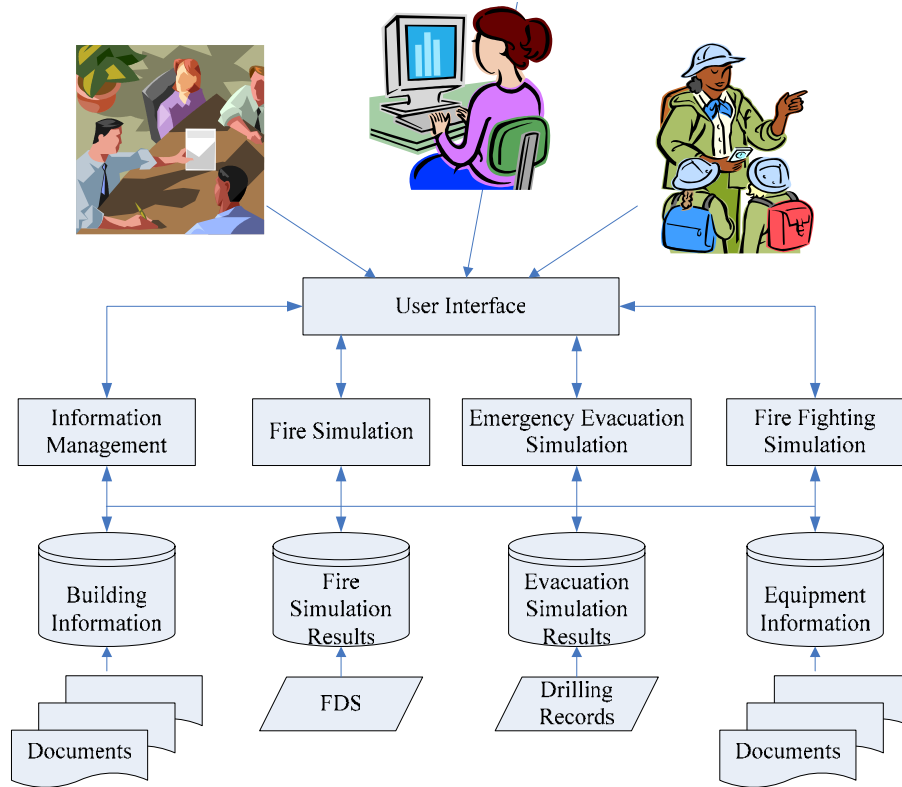 User Interface
Information
Management
Fire Simulation
Emergency Evacuation
Simulation
Fire Fighting
Simulation
Building
Information
Fire
Simulation
Results
Evacuation
Simulation
Results
Equipment
Information
Documents
FDS
Drilling
Records
Documents